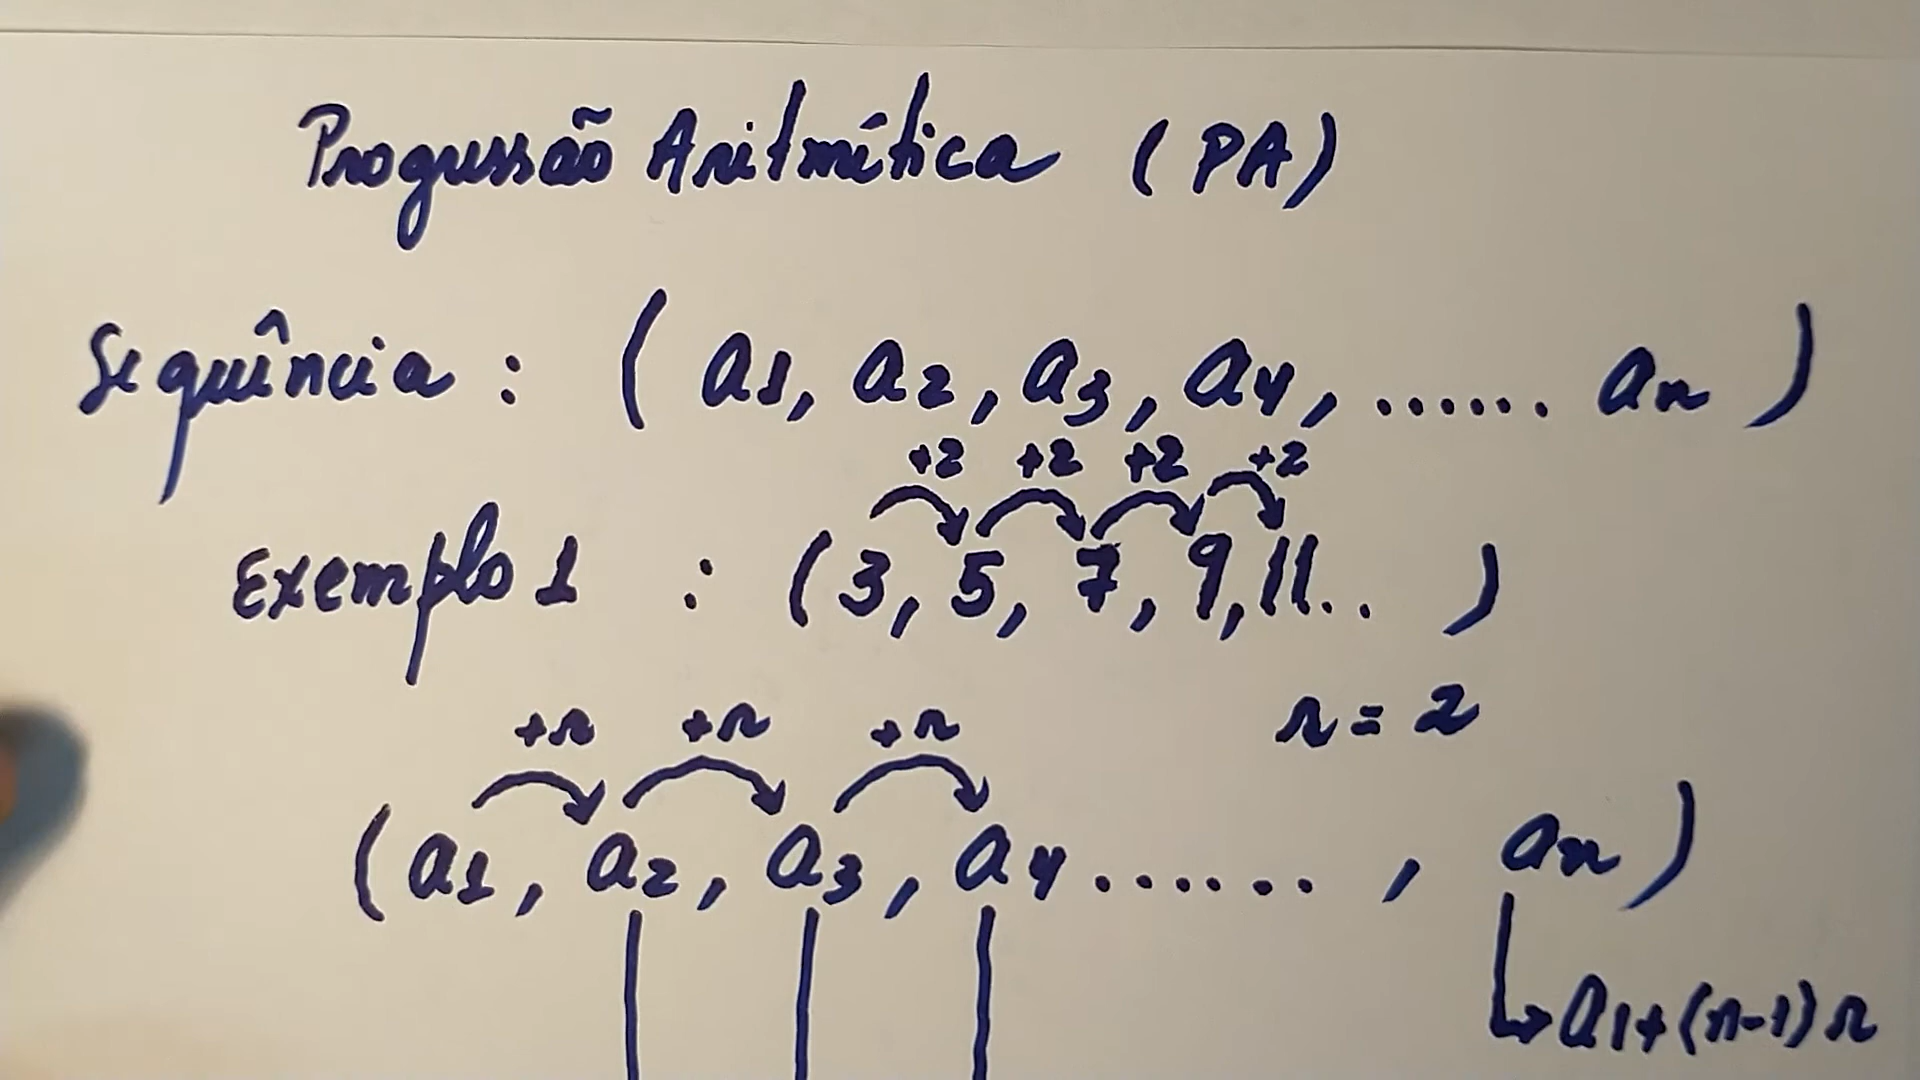 Progressão Aritmética (PA)
Sequência : ( a1, a2, a3, a4, ...... an )
+2 +2 +2 +2
Exemplo 1 : ( 3, 5, 7, 9, 11.. )
r = 2
+r +r +r
( a1, a2, a3, a4 ...... , an )
a1+(n-1)r